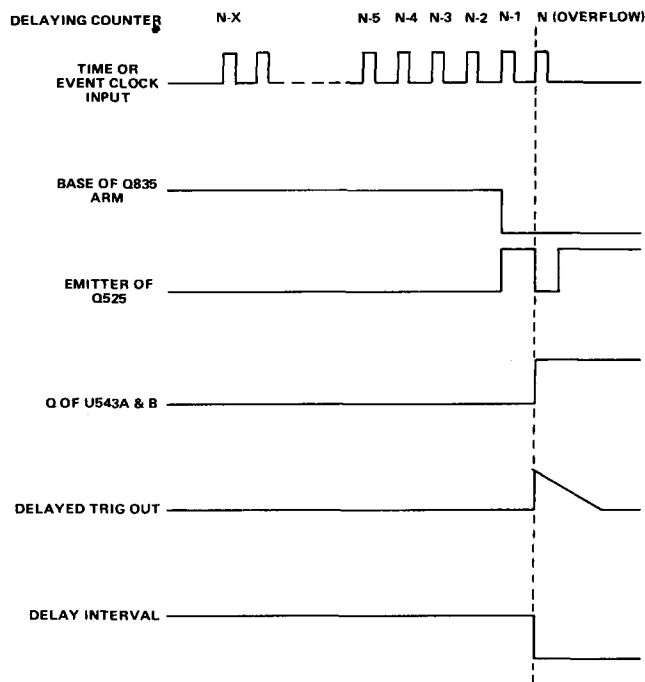 DELAYING COUNTER N-X N-5 N-4 N-3 N-2 N-1 N (OVERFLOW)
TIME OR
EVENT CLOCK
INPUT
BASE OF Q835
ARM
EMITTER OF
Q525
Q OF U543A & B
DELAYED TRIG OUT
DELAY INTERVAL